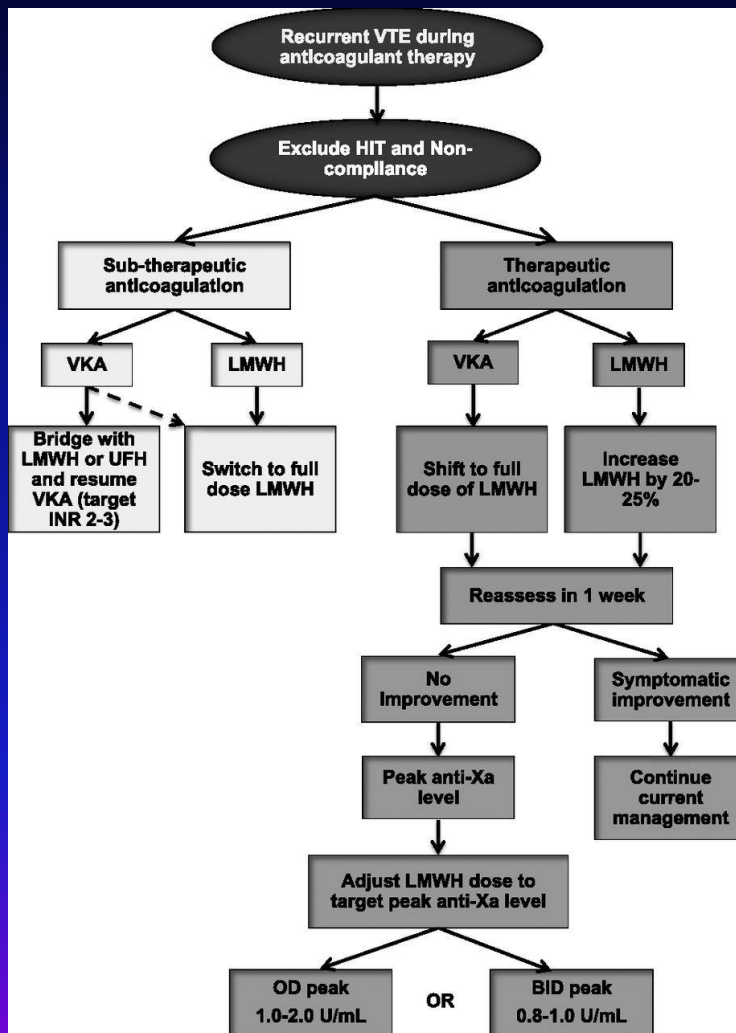 Recurrent VTE during
anticoagulant therapy
Exclude HIT and Non-
compliance
Sub-therapeutic
anticoagulation
Therapeutic
anticoagulation
VKA
LMWH
VKA
LMWH
Bridge with
LMWH or UFH
and resume
VKA (target
INR 2-3)
Switch to full
dose LMWH
Shift to full
dose of LMWH
Increase
LMWH by 20-
25%
Reassess in 1 week
No
Improvement
Symptomatic
improvement
Peak anti-Xa
level
Continue
current
management
Adjust LMWH dose to
target peak anti-Xa level
OD peak
1.0-2.0 U/mL
OR
BID peak
0.8-1.0 U/mL